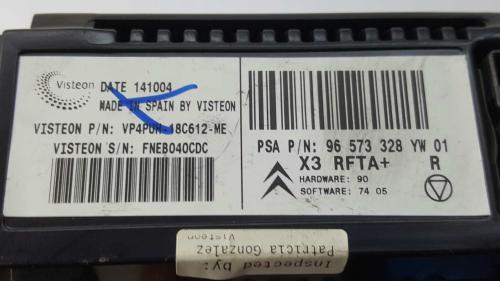 Visteon
DATE 141004
MADE IN SPAIN BY VISTEON
VISTEON P/N: VP4PUH-18C612-ME
VISTEON S/N: FNEB040CDC
PSA P/N: 96 573 328 YW 01
X3 RFTA+ R
HARDWARE: 90
SOFTWARE: 74 05
Inspected by:
Patricia Gonzalez
Visteon